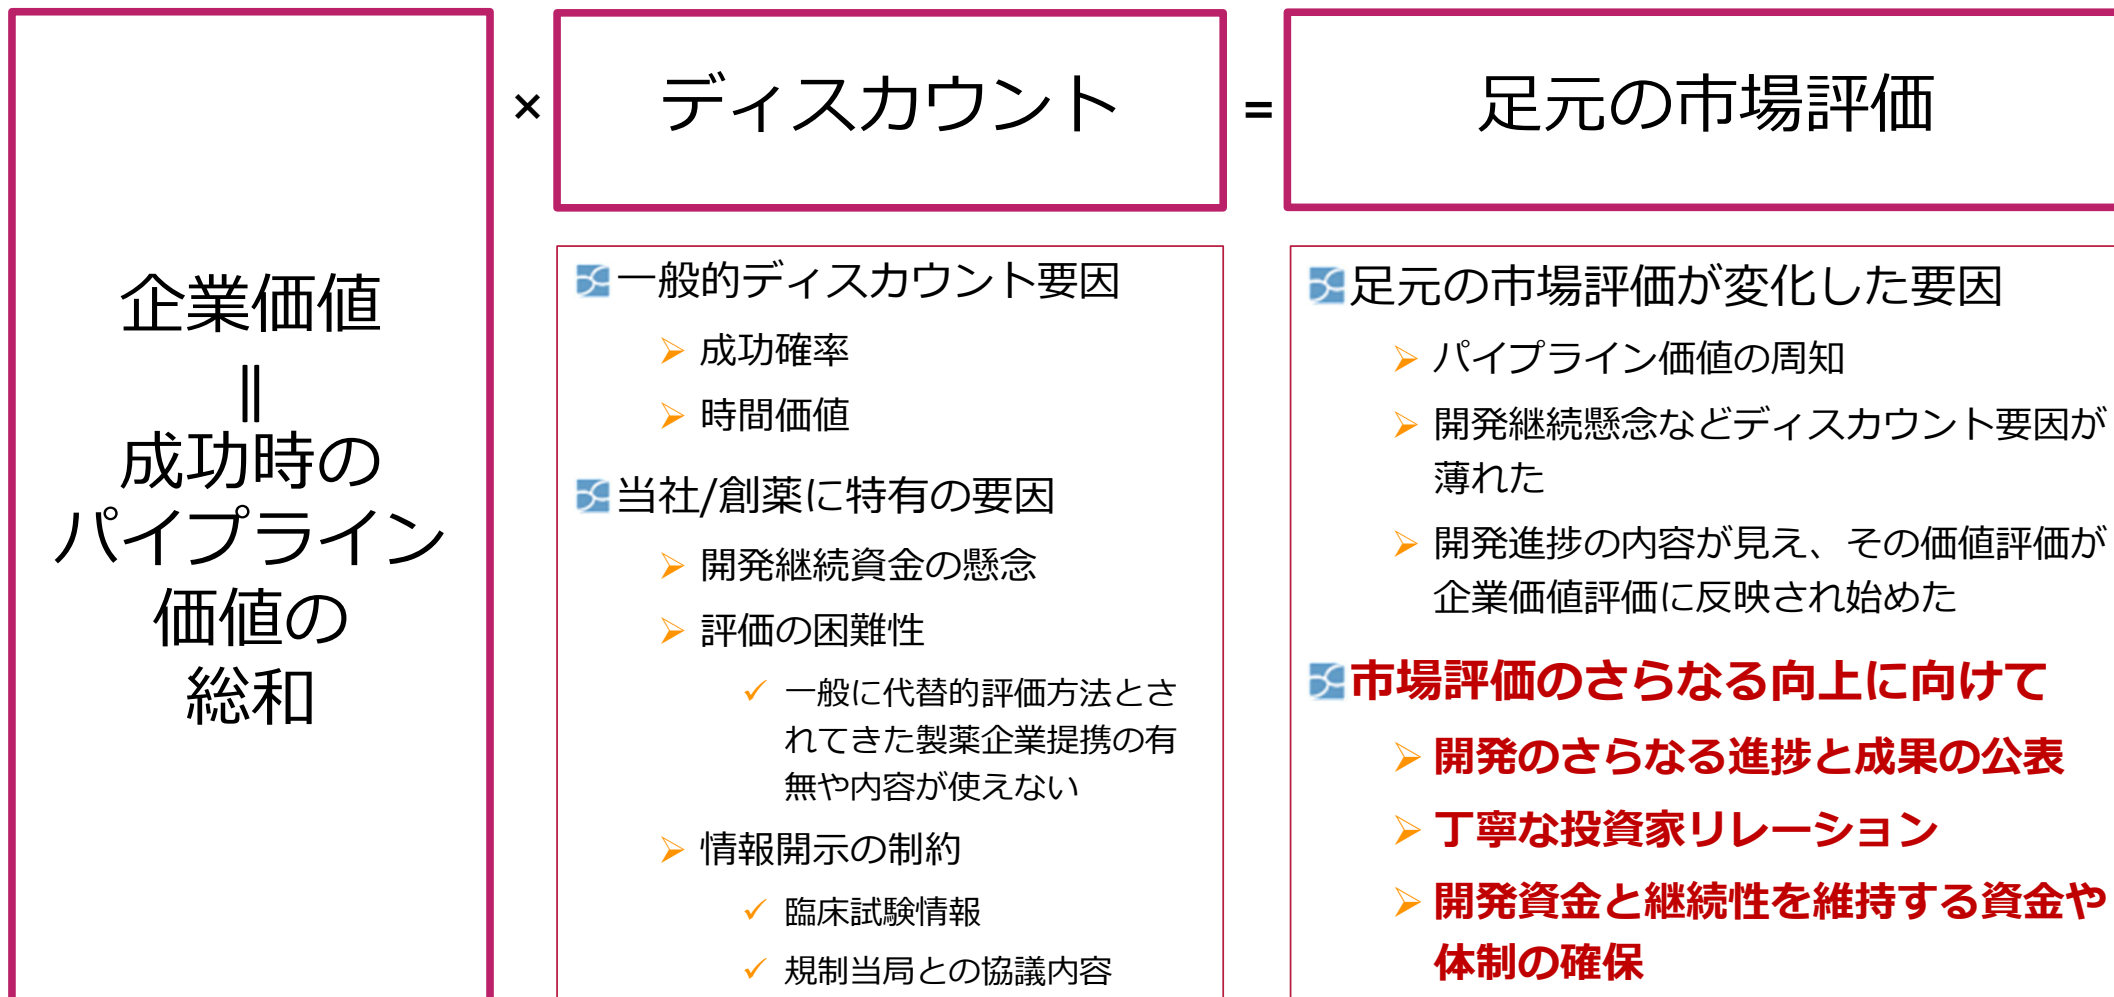 企業価値
||
成功時の
パイプライン
価値の
総和
×
ディスカウント
=
足元の市場評価
一般的ディスカウント要因
成功確率
時間価値
当社/創薬に特有の要因
開発継続資金の懸念
評価の困難性
一般に代替的評価方法とさ
れてきた製薬企業提携の有
無や内容が使えない
情報開示の制約
臨床試験情報
規制当局との協議内容
足元の市場評価が変化した要因
パイプライン価値の周知
開発継続懸念などディスカウント要因が
薄れた
開発進捗の内容が見え、その価値評価が
企業価値評価に反映され始めた
市場評価のさらなる向上に向けて
開発のさらなる進捗と成果の公表
丁寧な投資家リレーション
開発資金と継続性を維持する資金や
体制の確保